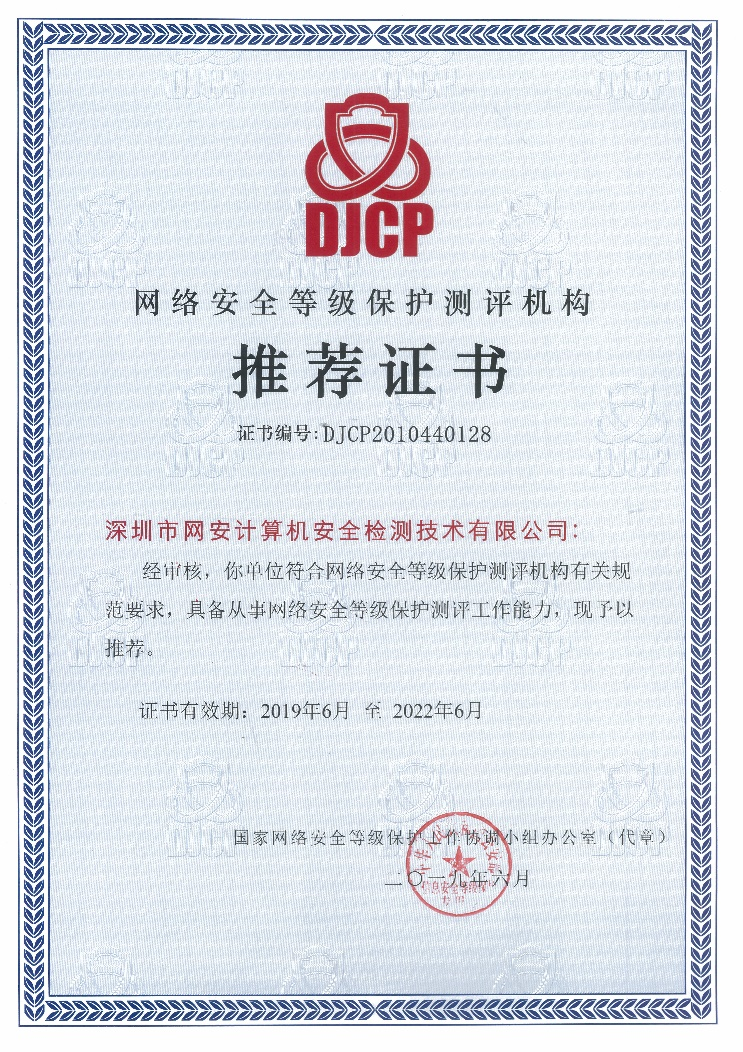 DJCP
网络安全等级保护测评机构
推荐证书
证书编号:DJCP2010440128
深圳市网安计算机安全检测技术有限公司:
经审核，你单位符合网络安全等级保护测评机构有关规
范要求，具备从事网络安全等级保护测评工作能力，现予以
推荐。
证书有效期：2019年6月 至 2022年6月
国家网络安全等级保护工作协调小组办公室（代章）
二〇一九年六月